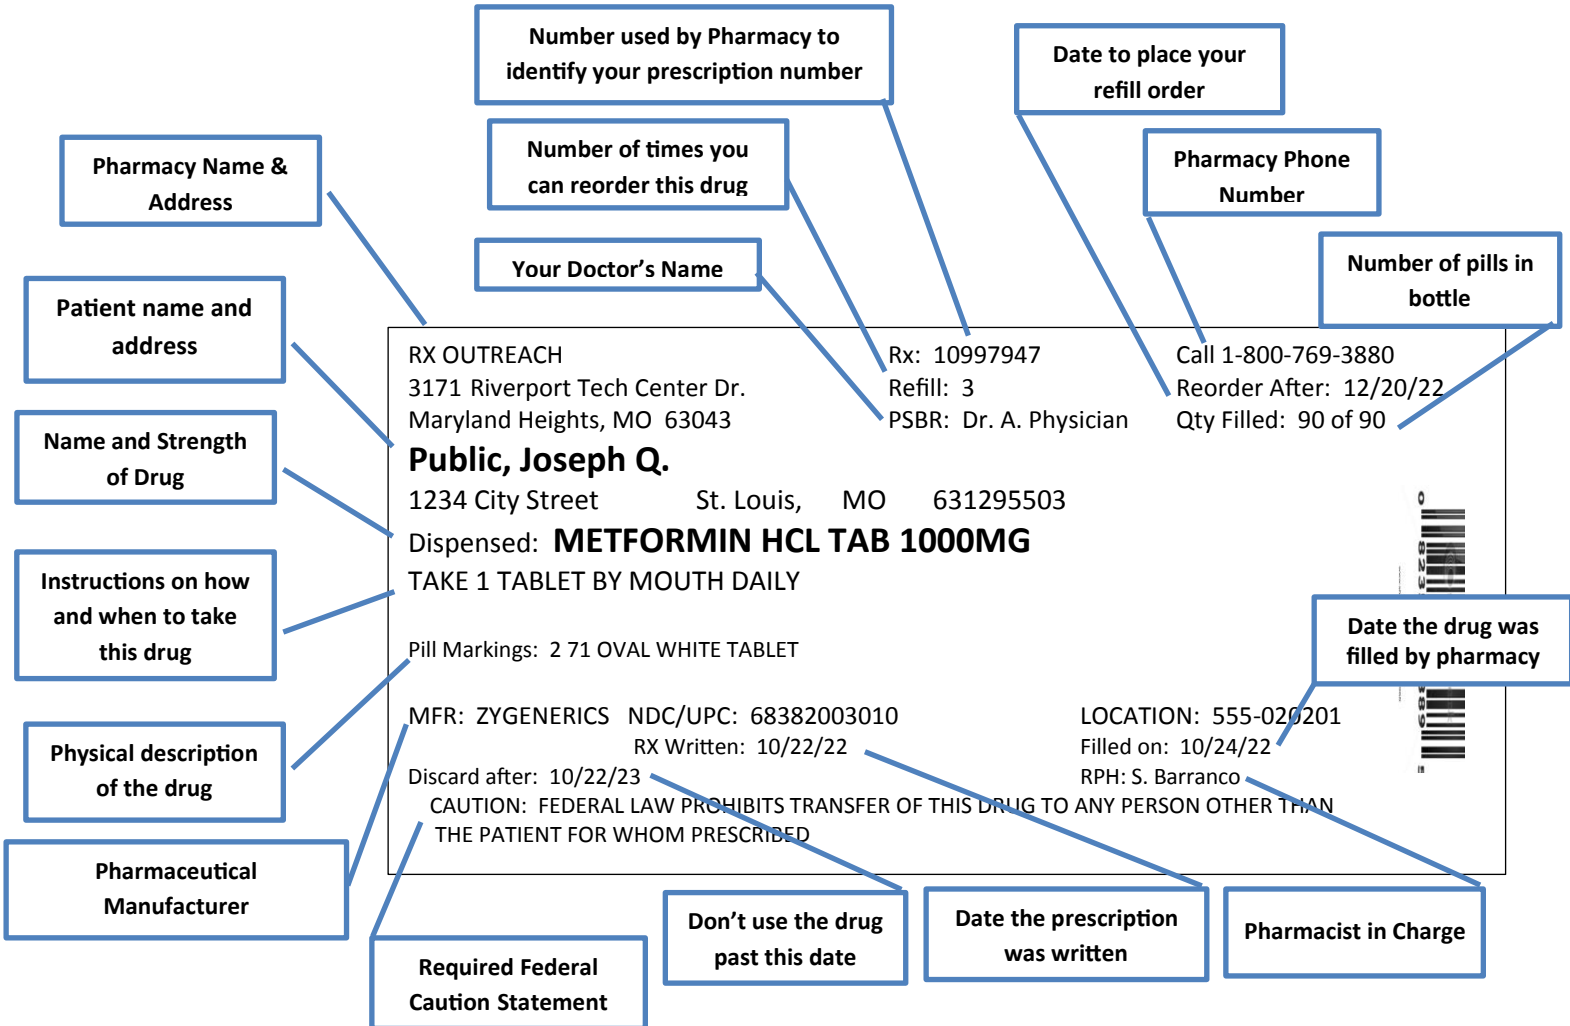 Number used by Pharmacy to
identify your prescription number
Date to place your
refill order
Number of times you
can reorder this drug
Pharmacy Phone
Number
Pharmacy Name &
Address
Your Doctor's Name
Number of pills in
bottle
Patient name and
address
Name and Strength
of Drug
Instructions on how
and when to take
this drug
Physical description
of the drug
Pharmaceutical
Manufacturer
RX OUTREACH
3171 Riverport Tech Center Dr.
Maryland Heights, MO 63043
Rx: 10997947
Refill: 3
PSBR: Dr. A. Physician
Call 1-800-769-3880
Reorder After: 12/20/22
Qty Filled: 90 of 90
Public, Joseph Q.
1234 City Street St. Louis, MO 631295503
Dispensed: METFORMIN HCL TAB 1000MG
TAKE 1 TABLET BY MOUTH DAILY
Pill Markings: 2 71 OVAL WHITE TABLET
Date the drug was
filled by pharmacy
MFR: ZYGENERICS NDC/UPC: 68382003010 LOCATION: 555-020201
RX Written: 10/22/22 Filled on: 10/24/22
Discard after: 10/22/23 RPH: S. Barranco
CAUTION: FEDERAL LAW PROHIBITS TRANSFER OF THIS DRUG TO ANY PERSON OTHER THAN
THE PATIENT FOR WHOM PRESCRIBED
Required Federal
Caution Statement
Don't use the drug
past this date
Date the prescription
was written
Pharmacist in Charge